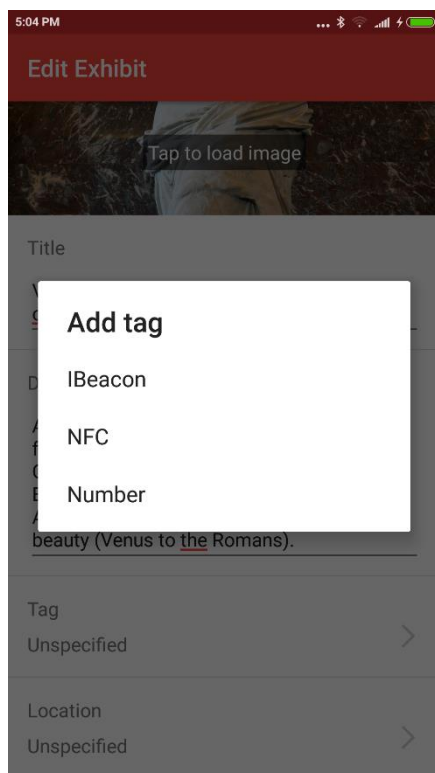 5:04 PM
Edit Exhibit
Tap to load image
Title
Add tag
IBeacon
NFC
Number
beauty (Venus to the Romans).
Tag
Unspecified
Location
Unspecified